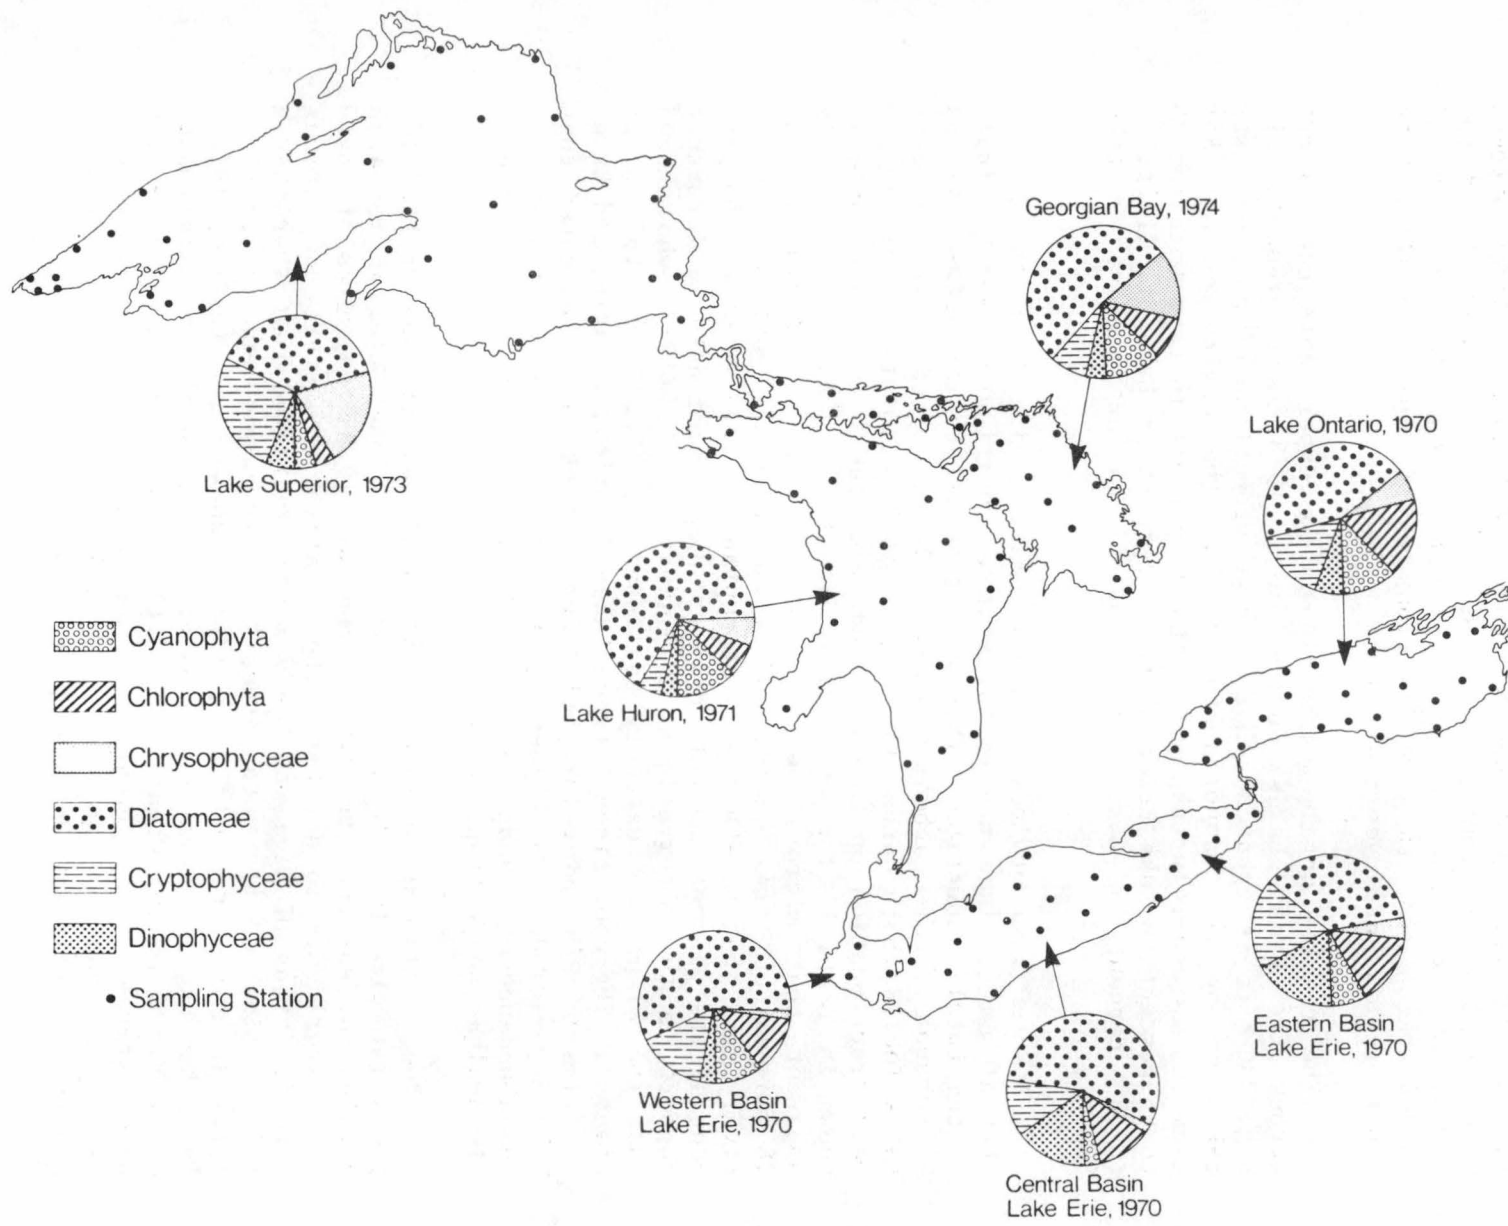 Georgian Bay, 1974
Lake Ontario, 1970
Lake Superior, 1973
Lake Huron, 1971
Cyanophyta
Chlorophyta
Chrysophyceae
Diatomeae
Cryptophyceae
Dinophyceae
Sampling Station
Eastern Basin
Lake Erie, 1970
Western Basin
Lake Erie, 1970
Central Basin
Lake Erie, 1970